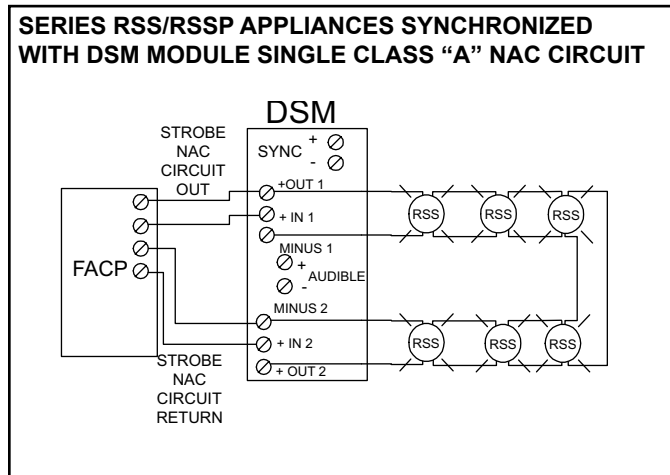 SERIES RSS/RSSP APPLIANCES SYNCHRONIZED
WITH DSM MODULE SINGLE CLASS “A” NAC CIRCUIT
DSM
STROBE
NAC
CIRCUIT
OUT
SYNC + -
+OUT 1
+ IN 1
MINUS 1
+
AUDIBLE
-
MINUS 2
+ IN 2
+ OUT 2
FACP
RSS
RSS
RSS
RSS
RSS
RSS
STROBE
NAC
CIRCUIT
RETURN